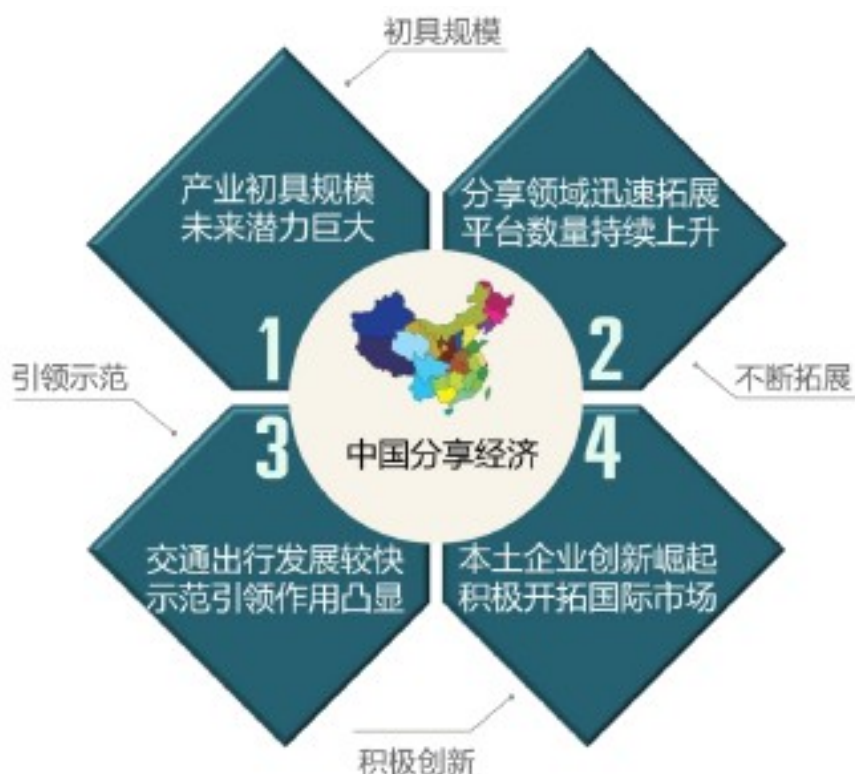 初具规模
产业初具规模
未来潜力巨大
1
分享领域迅速拓展
平台数量持续上升
2
引领示范
不断拓展
中国分享经济
3
交通出行发展较快
示范引领作用凸显
4
本土企业创新崛起
积极开拓国际市场
积极创新